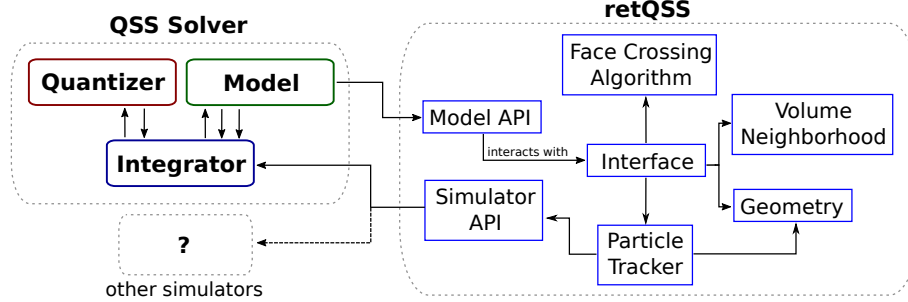 QSS Solver
Quantizer
Model
Integrator
?
other simulators
retQSS
Face Crossing
Algorithm
Model API
interacts with
Interface
Volume
Neighborhood
Simulator
API
Geometry
Particle
Tracker